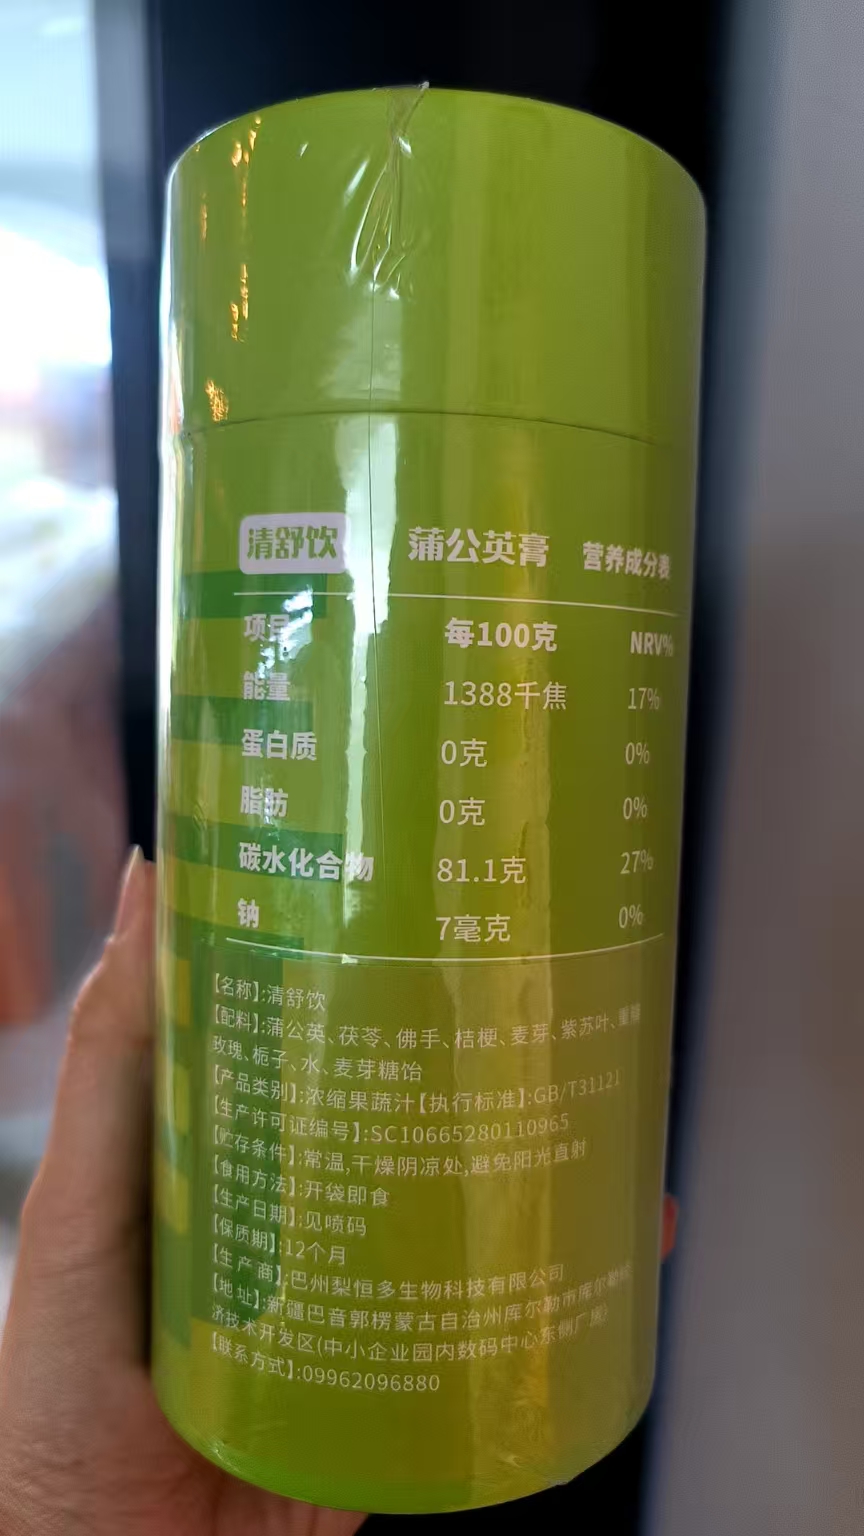 清舒饮 蒲公英膏 营养成分表
项目 每100克 NRV%
能量 1388千焦 17%
蛋白质 0克 0%
脂肪 0克 0%
碳水化合物 81.1克 27%
钠 7毫克 0%
【名称】:清舒饮
【配料】:蒲公英、茯苓、佛手、桔梗、麦芽、紫苏叶、重瓣
玫瑰、栀子、水、麦芽糖饴
【产品类别】:浓缩果蔬汁【执行标准】:GB/T31121
【生产许可证编号】:SC10665280110965
【贮存条件】:常温,干燥阴凉处,避免阳光直射
【食用方法】:开袋即食
【生产日期】:见喷码
【保质期】:12个月
【生产商】:巴州梨恒多生物科技有限公司
【地址】:新疆巴音郭楞蒙古自治州库尔勒市库尔勒经
济技术开发区(中小企业园内数码中心东侧厂房)
【联系方式】:09962096880